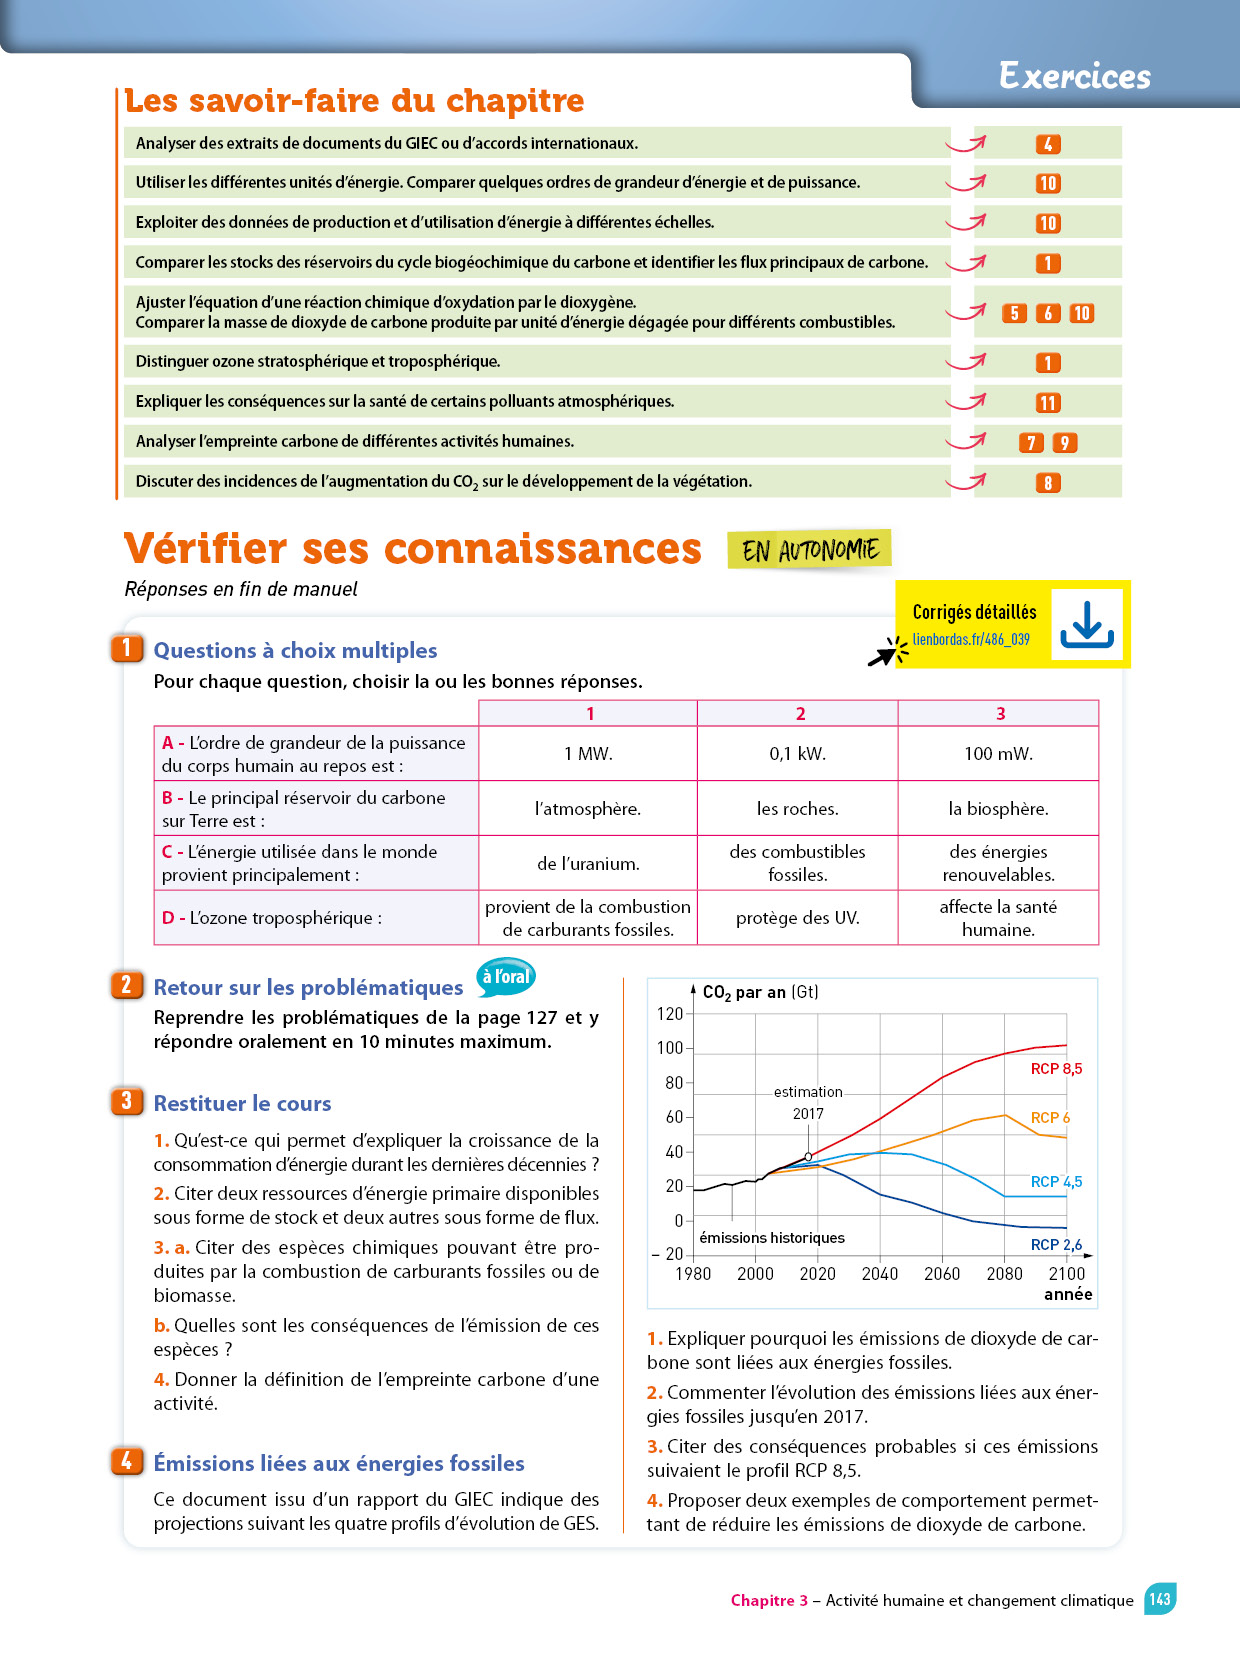 Exercices
Les savoir-faire du chapitre
Analyser des extraits de documents du GIEC ou d'accords internationaux.
4
Utiliser les différentes unités d'énergie. Comparer quelques ordres de grandeur d'énergie et de puissance.
10
Exploiter des données de production et d'utilisation d'énergie à différentes échelles.
10
Comparer les stocks des réservoirs du cycle biogéochimique du carbone et identifier les flux principaux de carbone.
1
Ajuster l'équation d'une réaction chimique d'oxydation par le dioxygène.
Comparer la masse de dioxyde de carbone produite par unité d'énergie dégagée pour différents combustibles.
5 6 10
Distinguer ozone stratosphérique et troposphérique.
1
Expliquer les conséquences sur la santé de certains polluants atmosphériques.
11
Analyser l'empreinte carbone de différentes activités humaines.
7 9
Discuter des incidences de l'augmentation du CO₂ sur le développement de la végétation.
8
Vérifier ses connaissances
EN AUTONOMIE
Réponses en fin de manuel
Corrigés détaillés
lienbordas.fr/486_039
1 Questions à choix multiples
Pour chaque question, choisir la ou les bonnes réponses.
1 2 3
A - L'ordre de grandeur de la puissance
du corps humain au repos est :
1 MW.
0,1 kW.
100 mW.
B - Le principal réservoir du carbone
sur Terre est :
l'atmosphère.
les roches.
la biosphère.
C - L'énergie utilisée dans le monde
provient principalement :
de l'uranium.
des combustibles
fossiles.
des énergies
renouvelables.
D - L'ozone troposphérique :
provient de la combustion
de carburants fossiles.
protège des UV.
affecte la santé
humaine.
2 Retour sur les problématiques
à l'oral
Reprendre les problématiques de la page 127 et y
répondre oralement en 10 minutes maximum.
3 Restituer le cours
1. Qu'est-ce qui permet d'expliquer la croissance de la
consommation d'énergie durant les dernières décennies ?
2. Citer deux ressources d'énergie primaire disponibles
sous forme de stock et deux autres sous forme de flux.
3. a. Citer des espèces chimiques pouvant être pro-
duites par la combustion de carburants fossiles ou de
biomasse.
b. Quelles sont les conséquences de l'émission de ces
espèces ?
4. Donner la définition de l'empreinte carbone d'une
activité.
4 Émissions liées aux énergies fossiles
Ce document issu d'un rapport du GIEC indique des
projections suivant les quatre profils d'évolution de GES.
CO₂ par an (Gt)
120
100
80
60
40
20
0
– 20
RCP 8,5
estimation
2017
RCP 6
RCP 4,5
émissions historiques
RCP 2,6
1980 2000 2020 2040 2060 2080 2100
année
1. Expliquer pourquoi les émissions de dioxyde de car-
bone sont liées aux énergies fossiles.
2. Commenter l'évolution des émissions liées aux éner-
gies fossiles jusqu'en 2017.
3. Citer des conséquences probables si ces émissions
suivaient le profil RCP 8,5.
4. Proposer deux exemples de comportement permet-
tant de réduire les émissions de dioxyde de carbone.
Chapitre 3 – Activité humaine et changement climatique 143